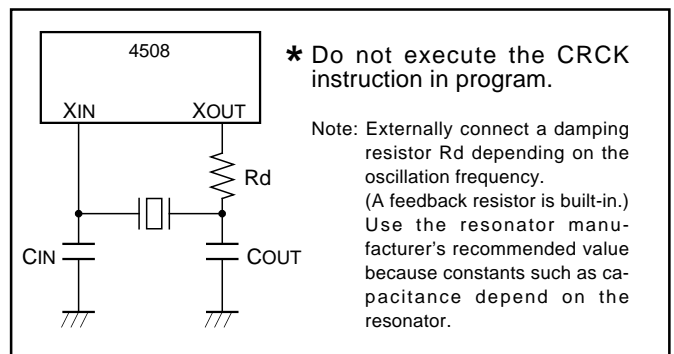 4508
XIN
XOUT
Rd
CIN
COUT
* Do not execute the CRCK
instruction in program.
Note: Externally connect a damping
resistor Rd depending on the
oscillation frequency.
(A feedback resistor is built-in.)
Use the resonator manu-
facturer's recommended value
because constants such as ca-
pacitance depend on the
resonator.